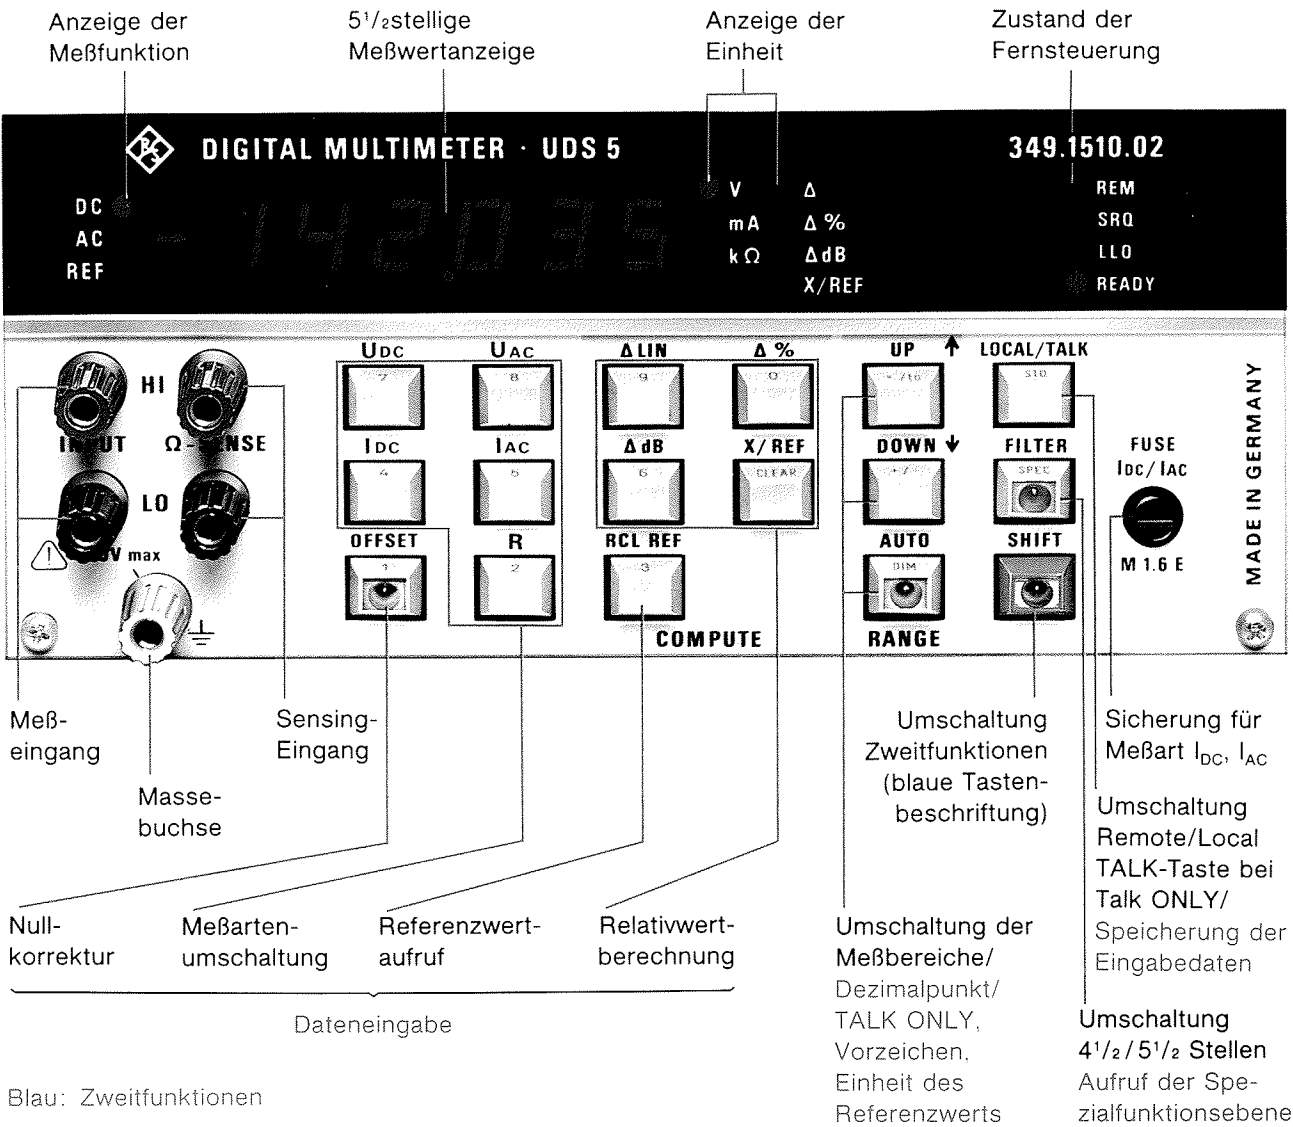 Anzeige der
Meßfunktion
5¹/₂stellige
Meßwertanzeige
Anzeige der
Einheit
Zustand der
Fernsteuerung
R&S
DIGITAL MULTIMETER · UDS 5
349.1510.02
DC
AC
REF
-142.035
V Δ
mA Δ %
kΩ Δ dB
X/REF
REM
SRQ
LLO
READY
UDC UAC Δ LIN Δ % UP ↑ LOCAL/TALK
7 8 9 0 STO
HI
INPUT Ω-SENSE
IDC IAC Δ dB X/REF DOWN ↓ FILTER
4 5 6 CLEAR +/- SPEC
LO
V max
OFFSET R RCL REF AUTO SHIFT
1 2 3 DIM
COMPUTE RANGE
FUSE
IDC/IAC
M 1.6 E
MADE IN GERMANY
Meß-
eingang
Masse-
buchse
Sensing-
Eingang
Umschaltung
Zweitfunktionen
(blaue Tasten-
beschriftung)
Sicherung für
Meßart I_DC, I_AC
Umschaltung
Remote/Local
TALK-Taste bei
Talk ONLY/
Speicherung der
Eingabedaten
Null-
korrektur
Meßarten-
umschaltung
Referenzwert-
aufruf
Relativwert-
berechnung
Dateneingabe
Umschaltung der
Meßbereiche/
Dezimalpunkt/
TALK ONLY,
Vorzeichen,
Einheit des
Referenzwerts
Umschaltung
4¹/₂/5¹/₂ Stellen
Aufruf der Spe-
zialfunktionsebene
Blau: Zweitfunktionen